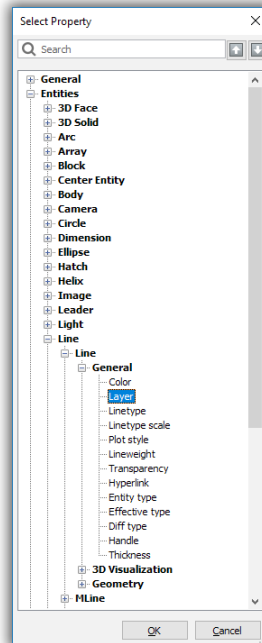 Select Property
Search
General
Entities
3D Face
3D Solid
Arc
Array
Block
Center Entity
Body
Camera
Circle
Dimension
Ellipse
Hatch
Helix
Image
Leader
Light
Line
Line
General
Color
Layer
Linetype
Linetype scale
Plot style
Lineweight
Transparency
Hyperlink
Entity type
Effective type
Diff type
Handle
Thickness
3D Visualization
Geometry
MLine
OK Cancel